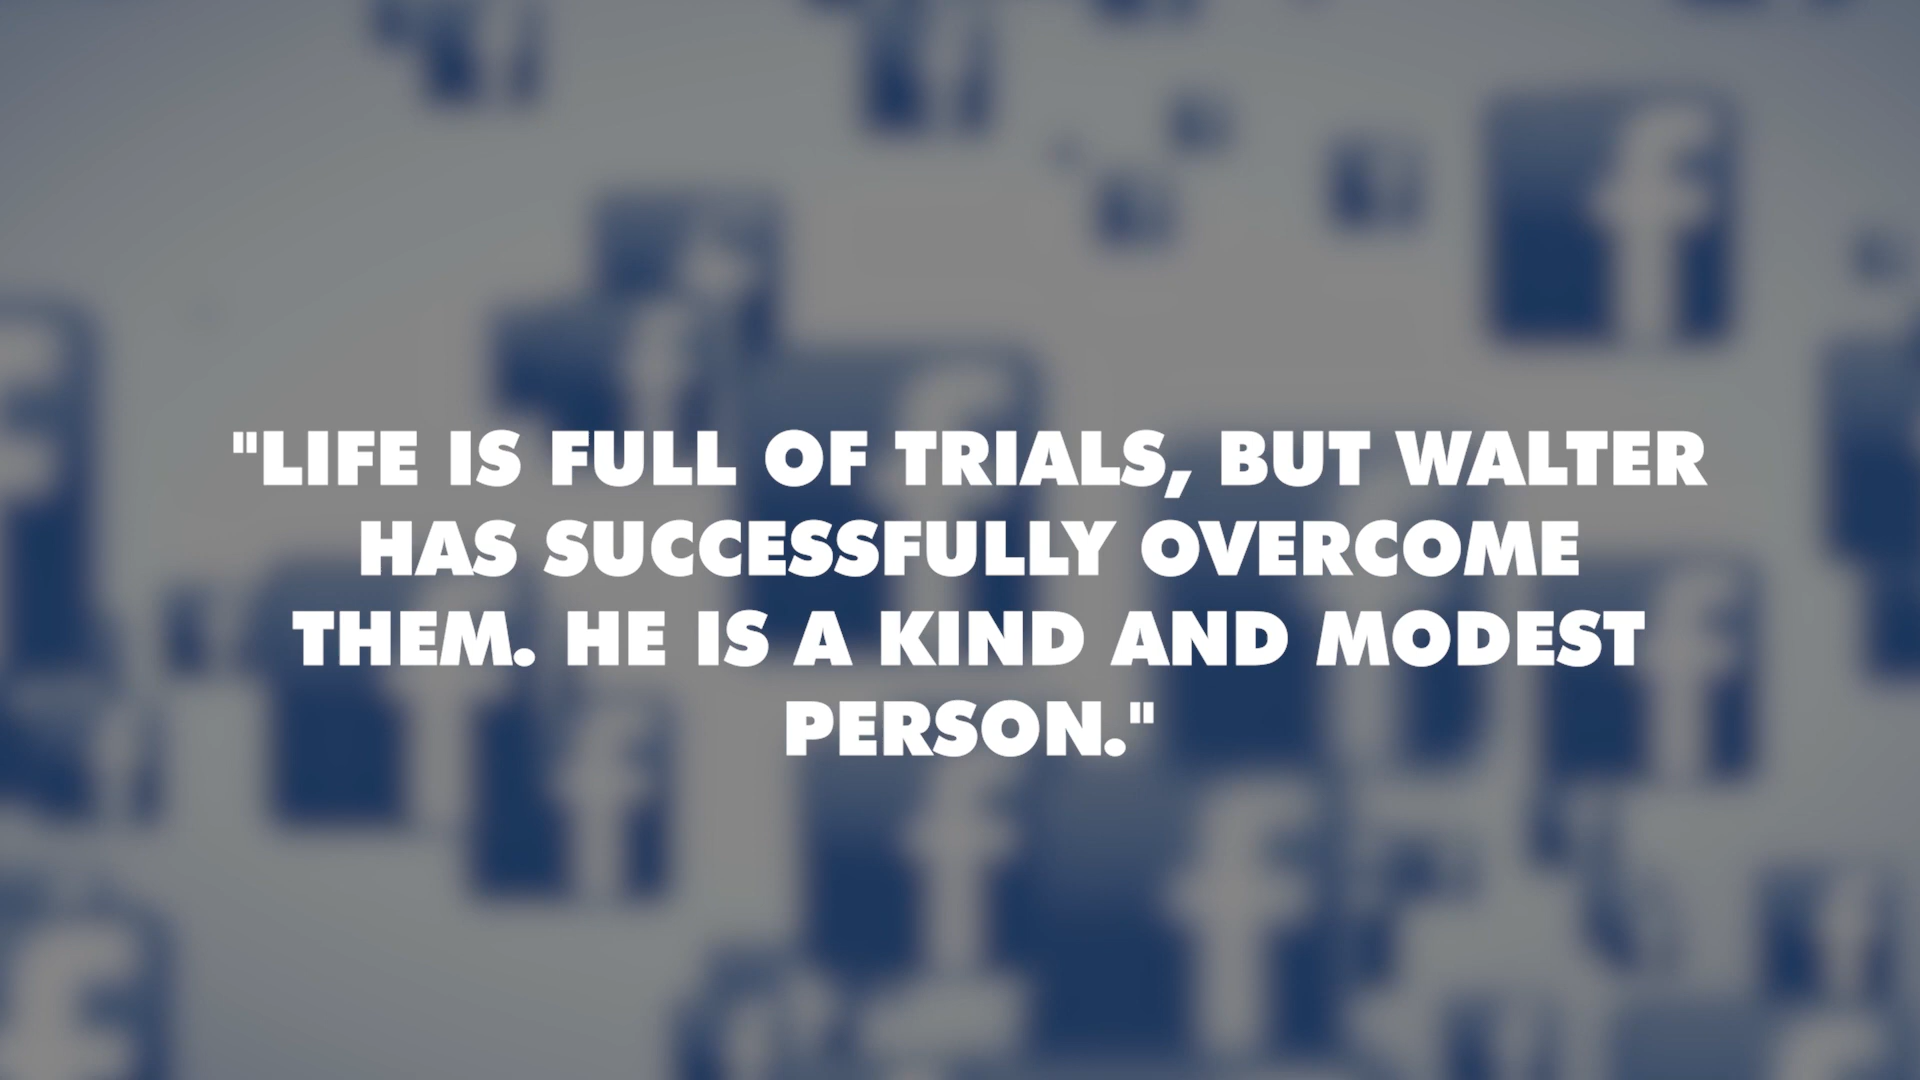 "LIFE IS FULL OF TRIALS, BUT WALTER
HAS SUCCESSFULLY OVERCOME
THEM. HE IS A KIND AND MODEST
PERSON."